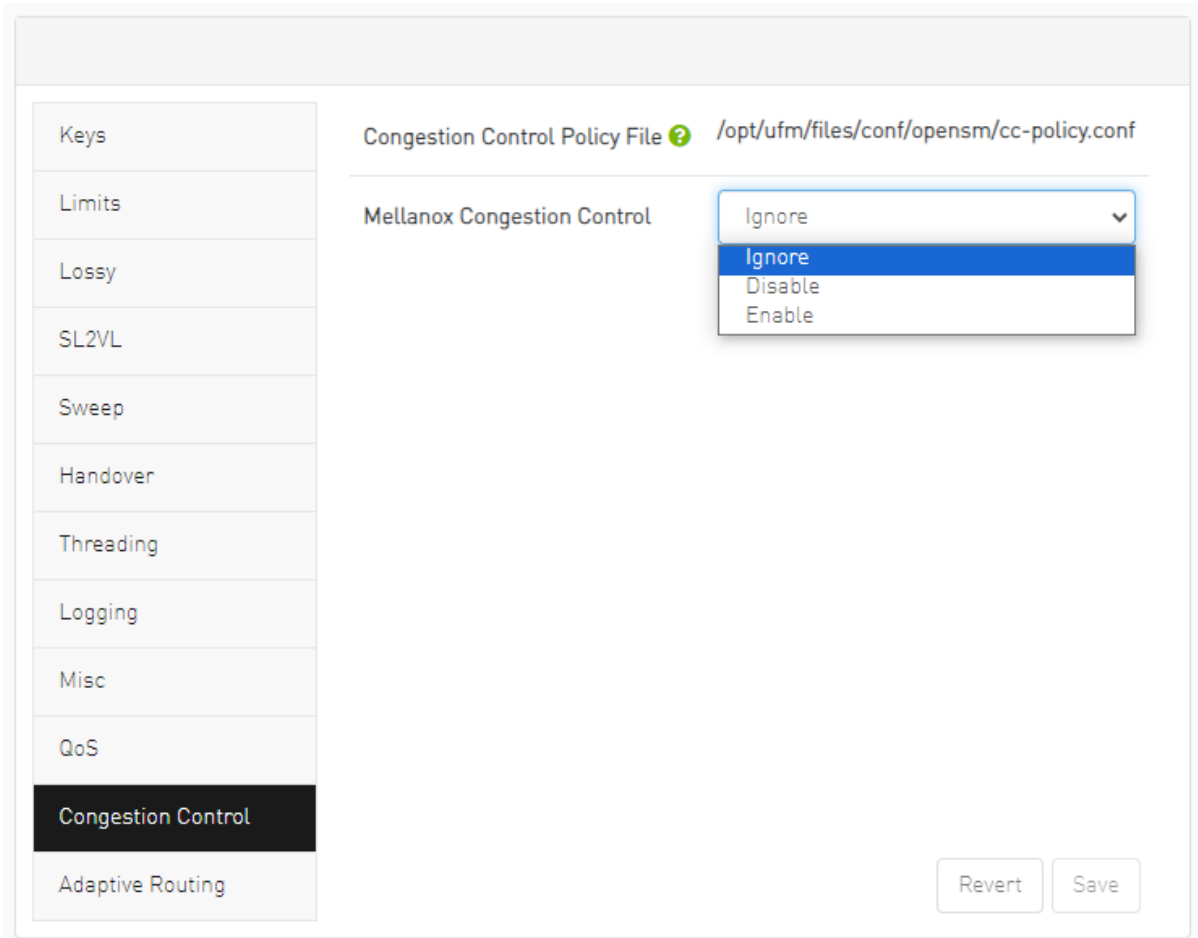 Keys
Limits
Lossy
SL2VL
Sweep
Handover
Threading
Logging
Misc
QoS
Congestion Control
Adaptive Routing
Congestion Control Policy File ? /opt/ufm/files/conf/opensm/cc-policy.conf
Mellanox Congestion Control Ignore
Ignore
Disable
Enable
Revert Save